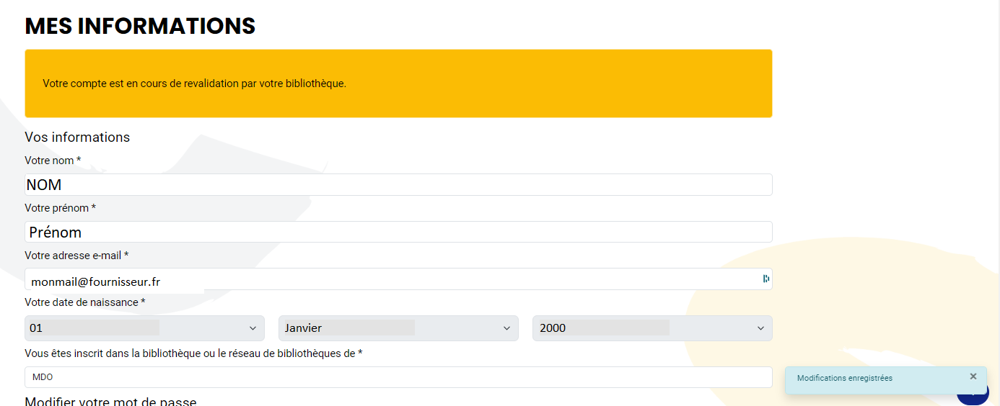 MES INFORMATIONS
Votre compte est en cours de revalidation par votre bibliothèque.
Vos informations
Votre nom *
NOM
Votre prénom *
Prénom
Votre adresse e-mail *
monmail@fournisseur.fr
Votre date de naissance *
01 Janvier 2000
Vous êtes inscrit dans la bibliothèque ou le réseau de bibliothèques de *
MDO
Modifications enregistrées ×
Modifier votre mot de passe